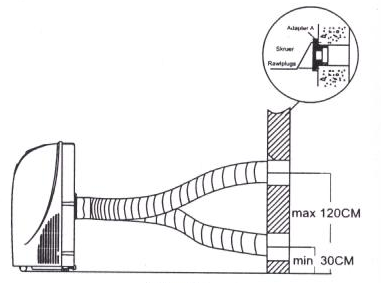 Adapter A
Skruer
Rawlplugs
max 120CM
min 30CM